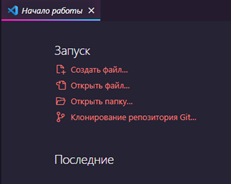 Начало работы
Запуск
Создать файл...
Открыть файл...
Открыть папку...
Клонирование репозитория Git...
Последние